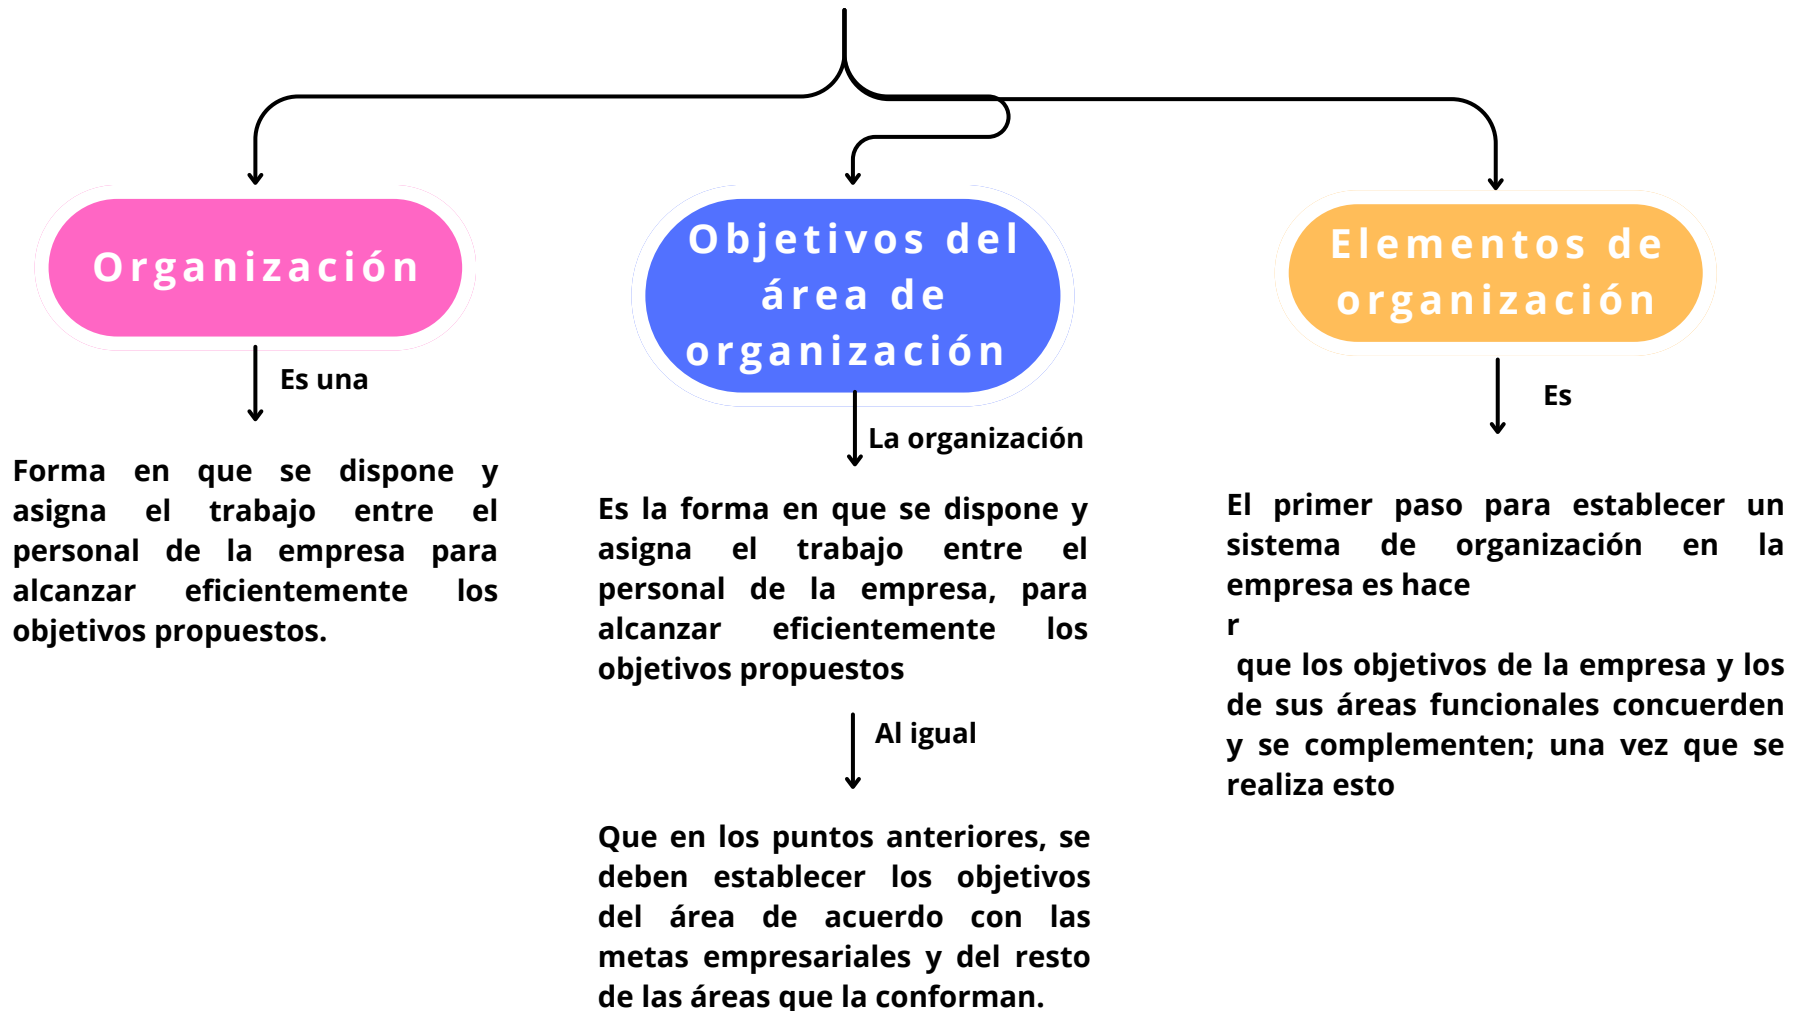 Organización
Es una
Forma en que se dispone y
asigna el trabajo entre el
personal de la empresa para
alcanzar eficientemente los
objetivos propuestos.
Objetivos del
área de
organización
La organización
Es la forma en que se dispone y
asigna el trabajo entre el
personal de la empresa, para
alcanzar eficientemente los
objetivos propuestos
Al igual
Que en los puntos anteriores, se
deben establecer los objetivos
del área de acuerdo con las
metas empresariales y del resto
de las áreas que la conforman.
Elementos de
organización
Es
El primer paso para establecer un
sistema de organización en la
empresa es hace
r
que los objetivos de la empresa y los
de sus áreas funcionales concuerden
y se complementen; una vez que se
realiza esto